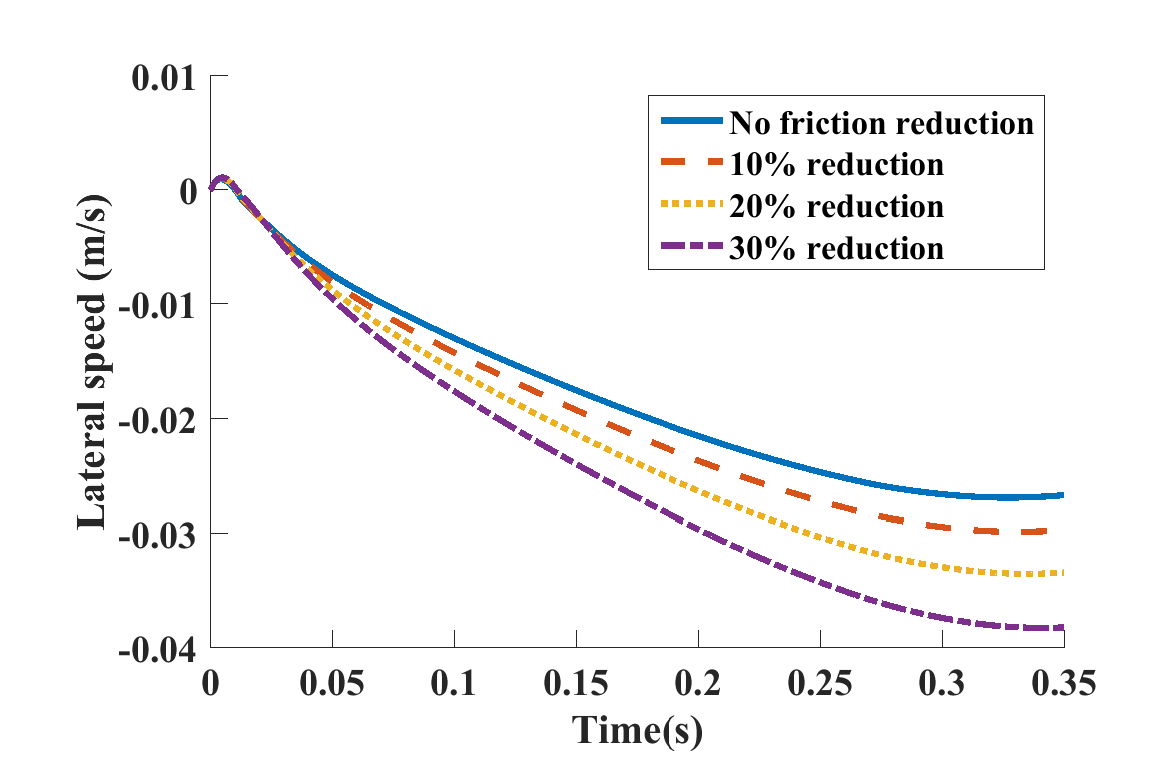 0.01
0
-0.01
-0.02
-0.03
-0.04
Lateral speed (m/s)
No friction reduction
10% reduction
20% reduction
30% reduction
0 0.05 0.1 0.15 0.2 0.25 0.3 0.35
Time(s)